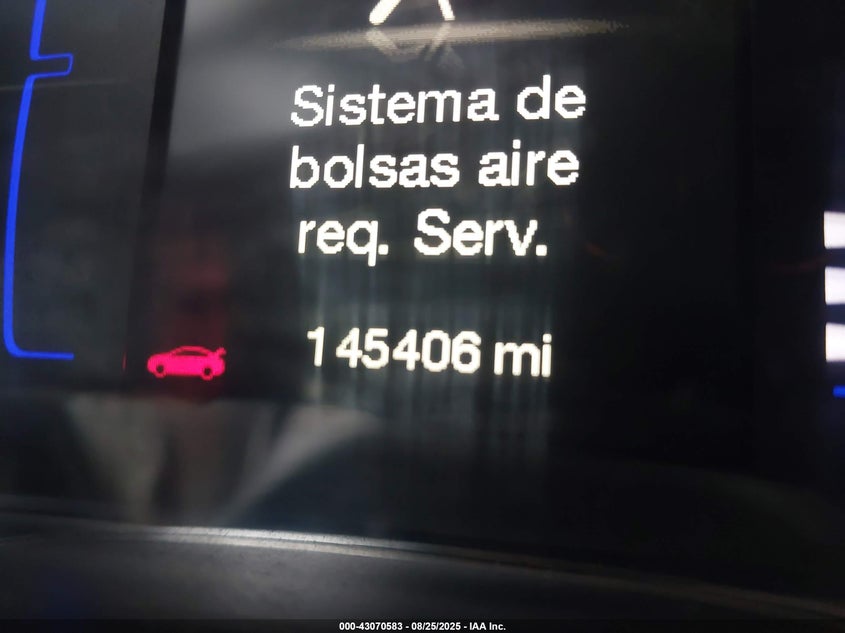 Sistema de
bolsas aire
req. Serv.
145406 mi
000-43070583 - 08/25/2025 - IAA Inc.